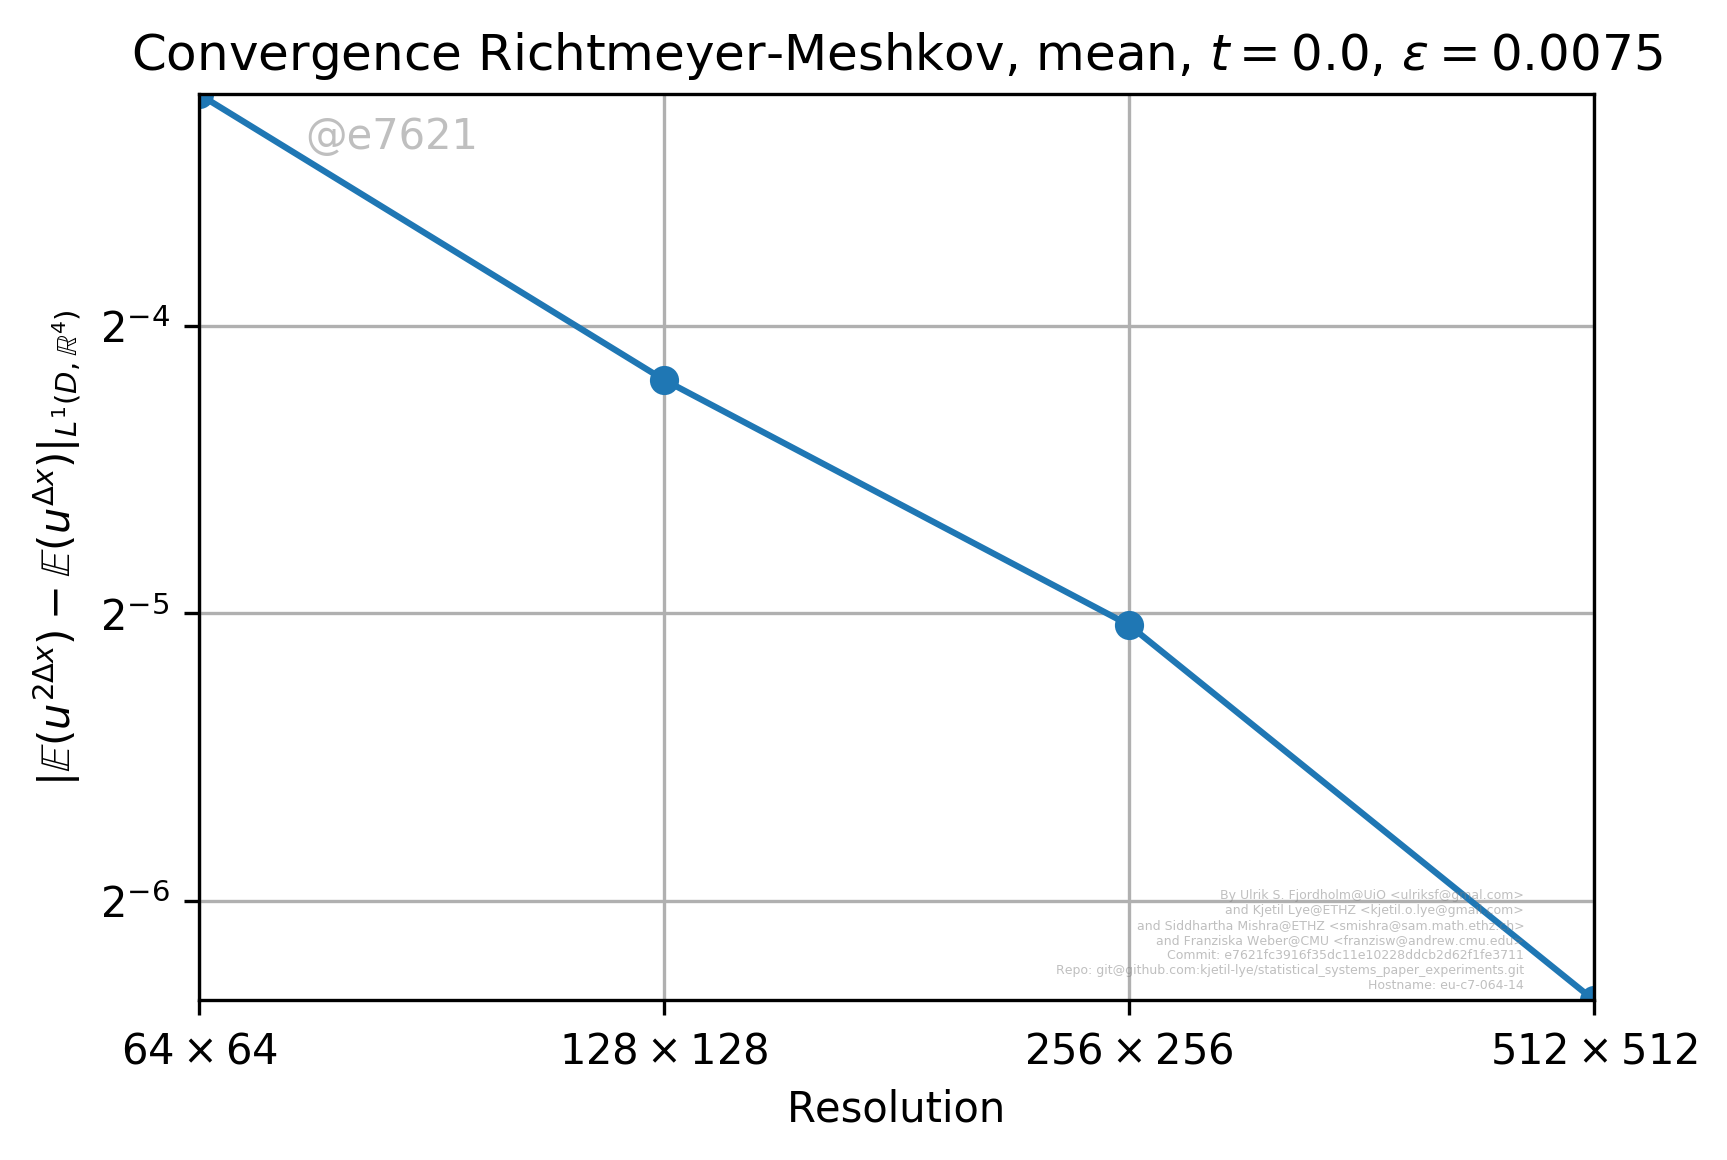 Convergence Richtmeyer-Meshkov, mean, t = 0.0, ε = 0.0075
@e7621
|𝔼(u^{2Δx}) − 𝔼(u^{Δx})|_{L^1(D, ℝ^4)}
2^{−4}
2^{−5}
2^{−6}
By Ulrik S. Fjordholm@UiO <ulriksf@gmail.com>
and Kjetil Lye@ETHZ <kjetil.o.lye@gmail.com>
and Siddhartha Mishra@ETHZ <smishra@sam.math.ethz.ch>
and Franziska Weber@CMU <franzisw@andrew.cmu.edu>
Commit: e7621fc3916f35dc11e10228ddcb2d62f1fe3711
Repo: git@github.com:kjetil-lye/statistical_systems_paper_experiments.git
Hostname: eu-c7-064-14
64 × 64 128 × 128 256 × 256 512 × 512
Resolution